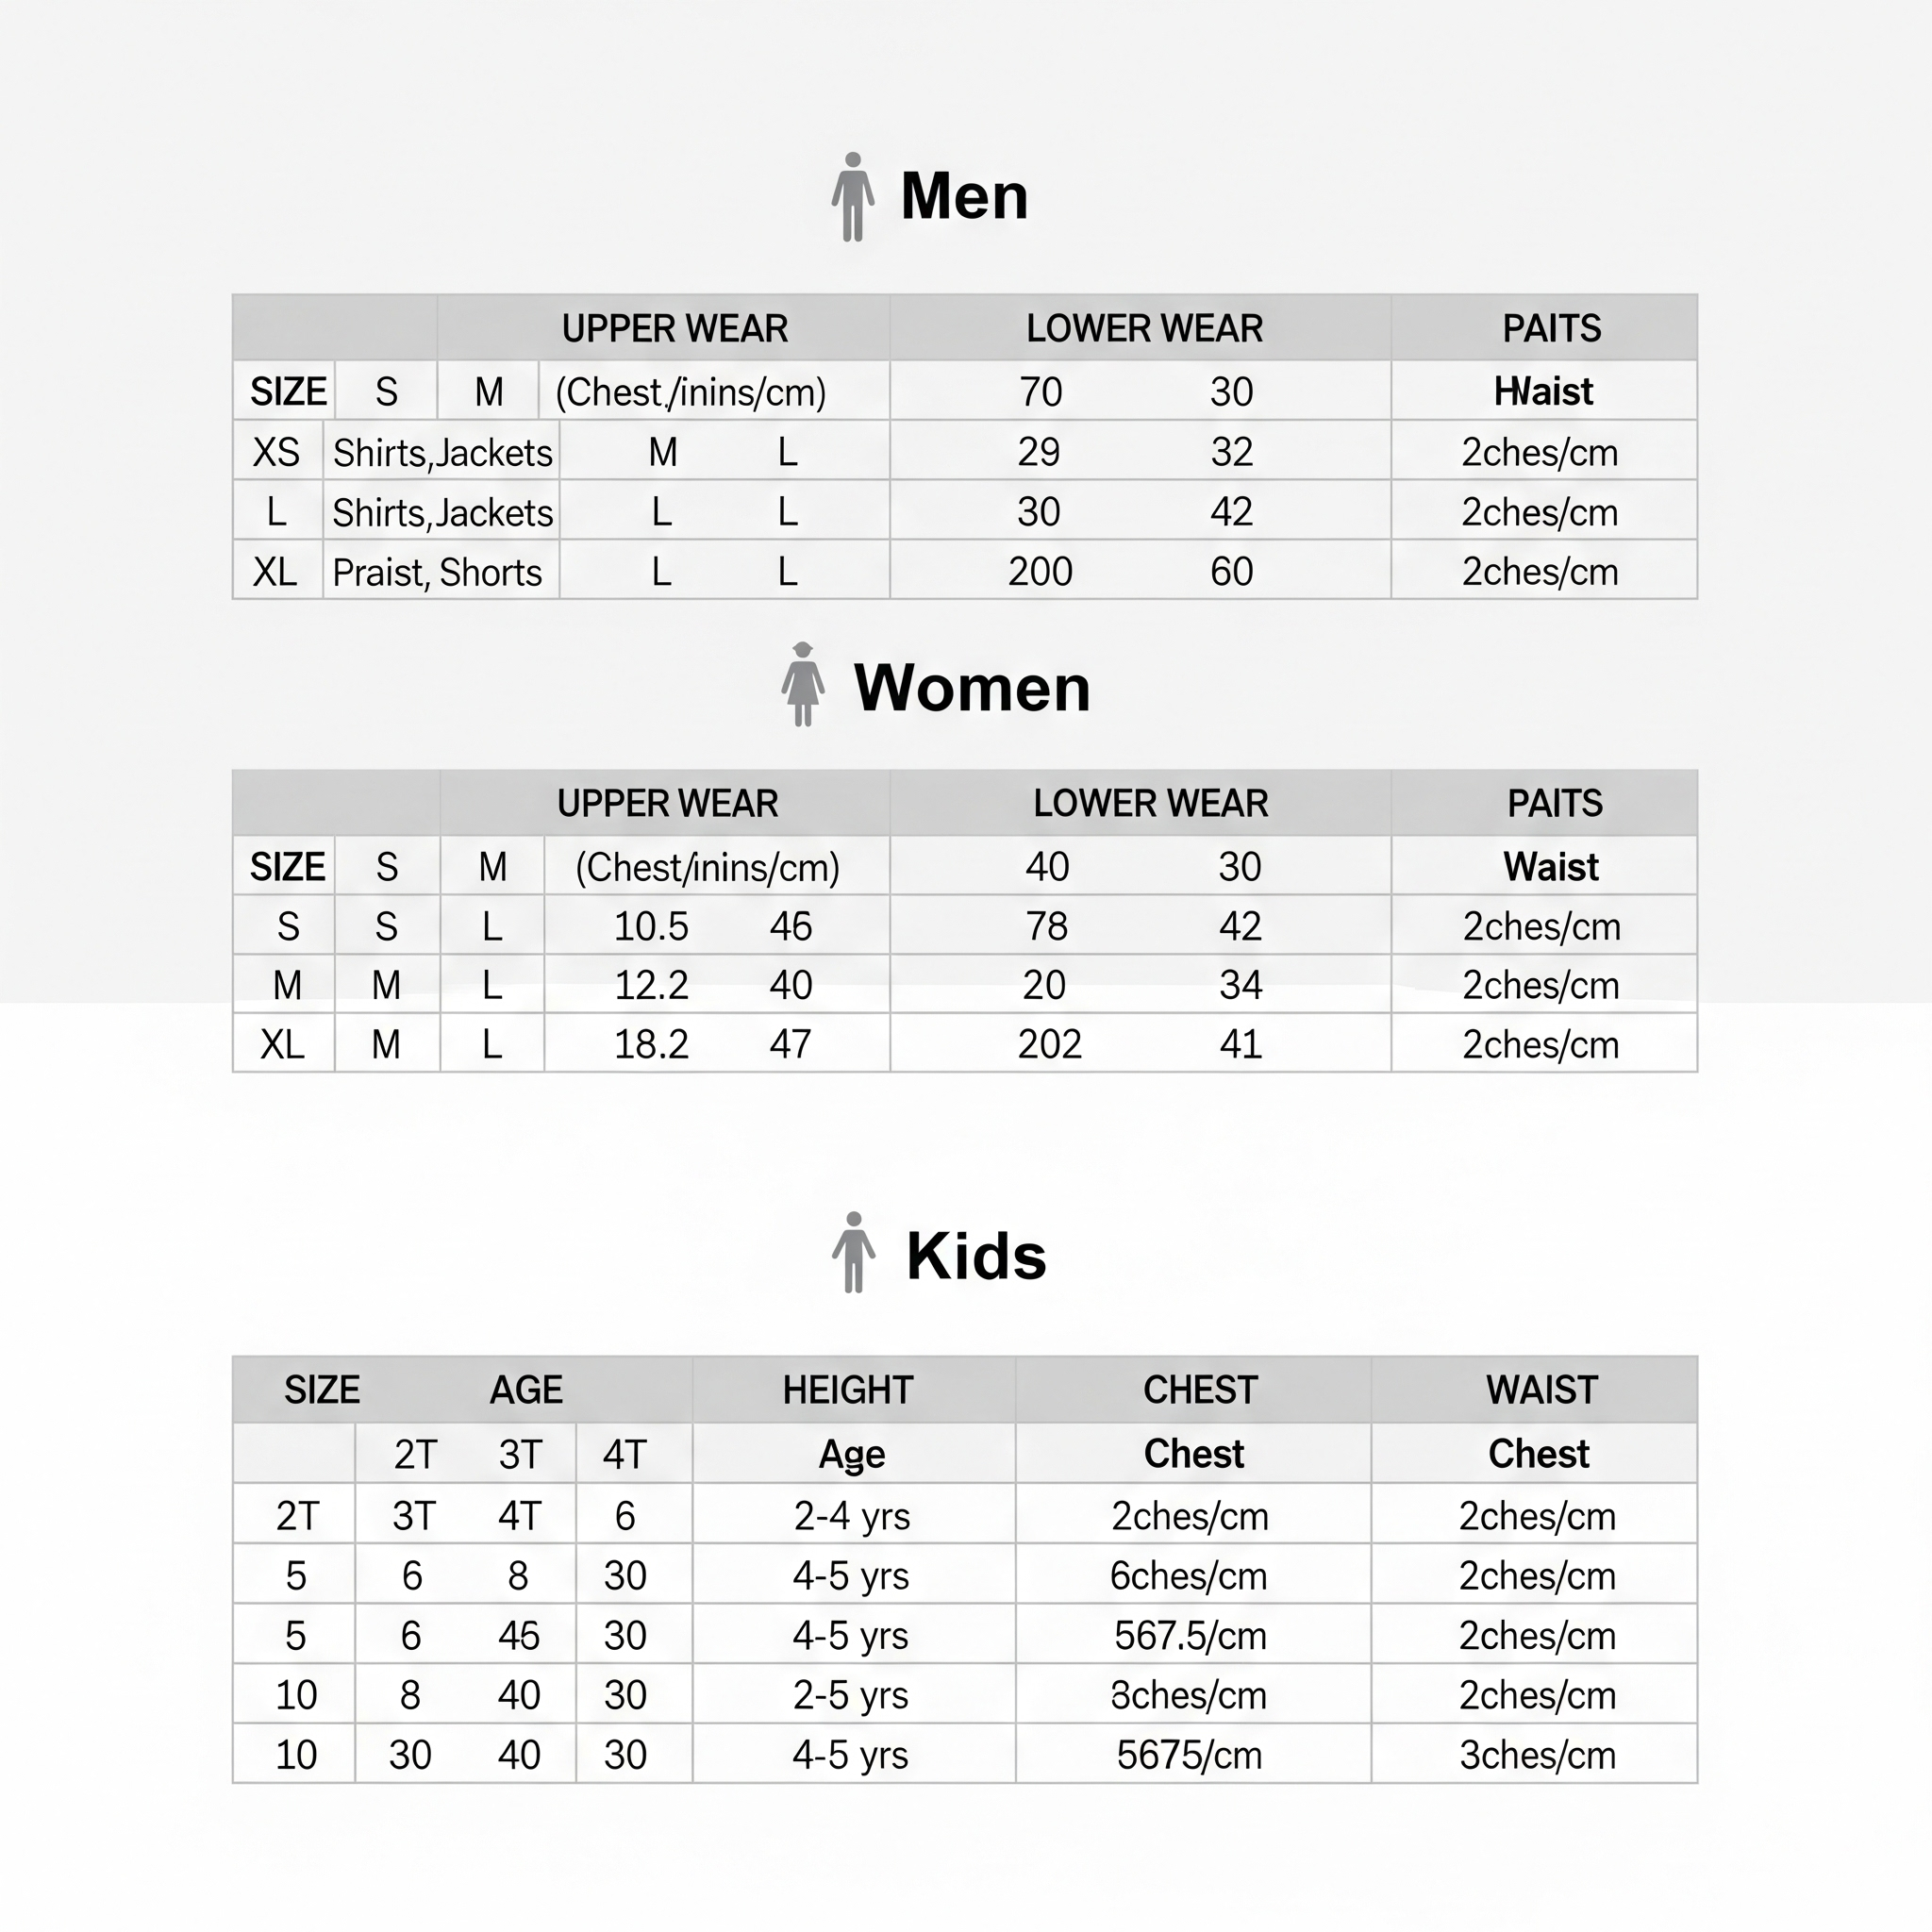 Men
UPPER WEAR LOWER WEAR PAITS
SIZE S M (Chest./inins/cm) 70 30 HWaist
XS Shirts,Jackets M L 29 32 2ches/cm
L Shirts,Jackets L L 30 42 2ches/cm
XL Praist, Shorts L L 200 60 2ches/cm
Women
UPPER WEAR LOWER WEAR PAITS
SIZE S M (Chest/inins/cm) 40 30 Waist
S S L 10.5 46 78 42 2ches/cm
M M L 12.2 40 20 34 2ches/cm
XL M L 18.2 47 202 41 2ches/cm
Kids
SIZE AGE HEIGHT CHEST WAIST
2T 3T 4T Age Chest Chest
2T 3T 4T 6 2-4 yrs 2ches/cm 2ches/cm
5 6 8 30 4-5 yrs 6ches/cm 2ches/cm
5 6 46 30 4-5 yrs 567.5/cm 2ches/cm
10 8 40 30 2-5 yrs 3ches/cm 2ches/cm
10 30 40 30 4-5 yrs 5675/cm 3ches/cm